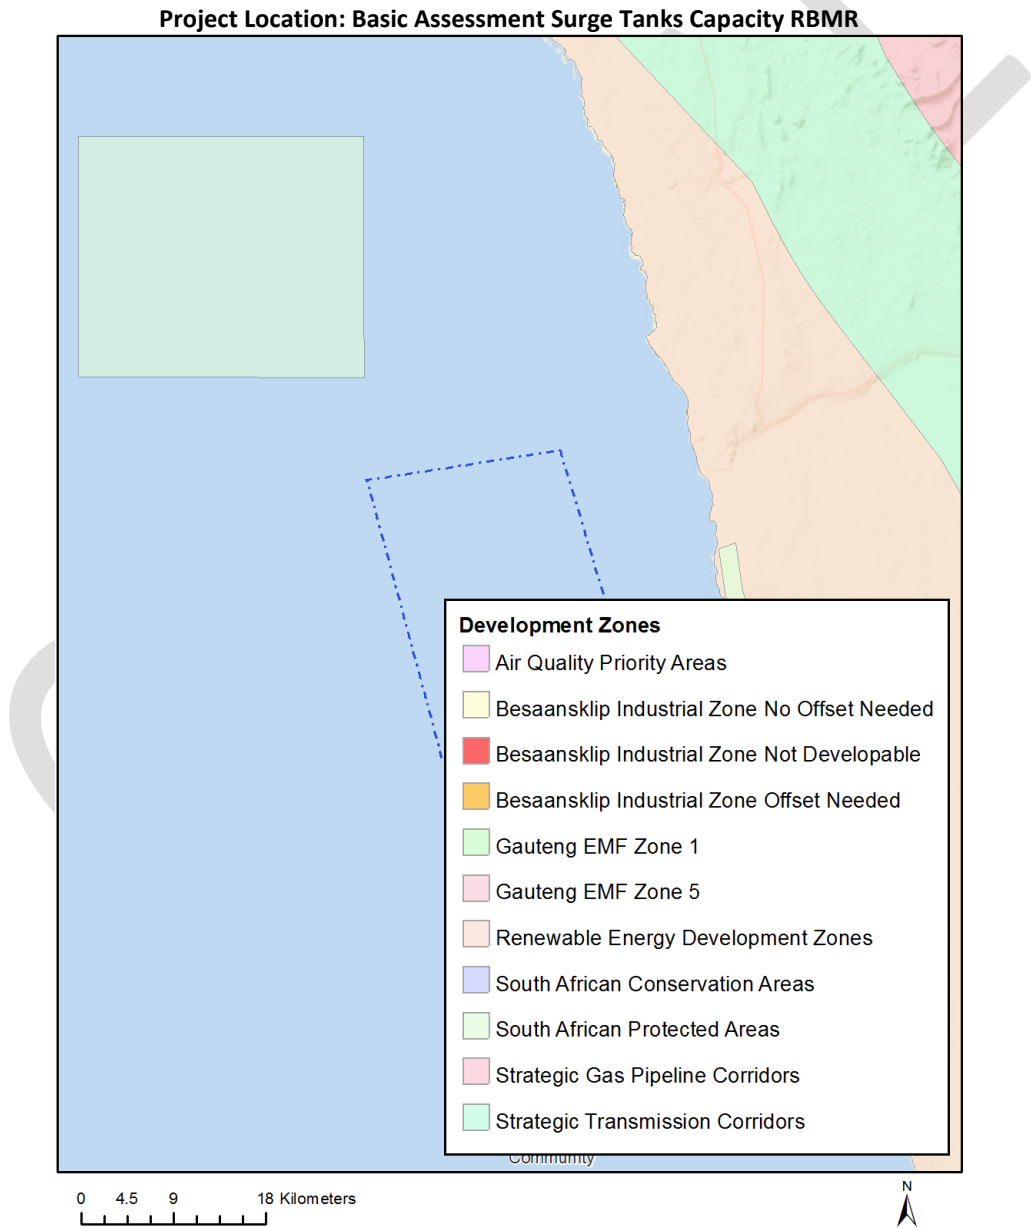 Project Location: Basic Assessment Surge Tanks Capacity RBMR
Development Zones
Air Quality Priority Areas
Besaansklip Industrial Zone No Offset Needed
Besaansklip Industrial Zone Not Developable
Besaansklip Industrial Zone Offset Needed
Gauteng EMF Zone 1
Gauteng EMF Zone 5
Renewable Energy Development Zones
South African Conservation Areas
South African Protected Areas
Strategic Gas Pipeline Corridors
Strategic Transmission Corridors
Community
0 4.5 9 18 Kilometers
N